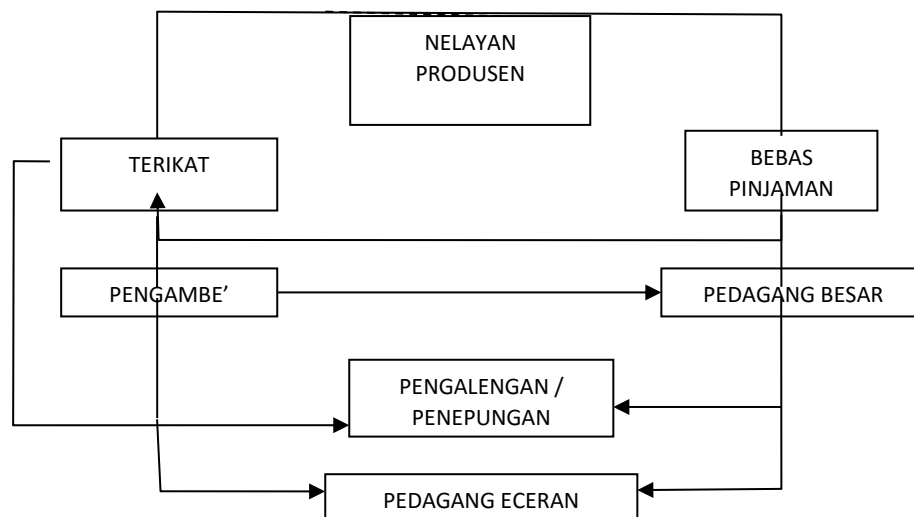 NELAYAN
PRODUSEN
TERIKAT
BEBAS
PINJAMAN
PENGAMBE’
PEDAGANG BESAR
PENGALENGAN /
PENEPUNGAN
PEDAGANG ECERAN